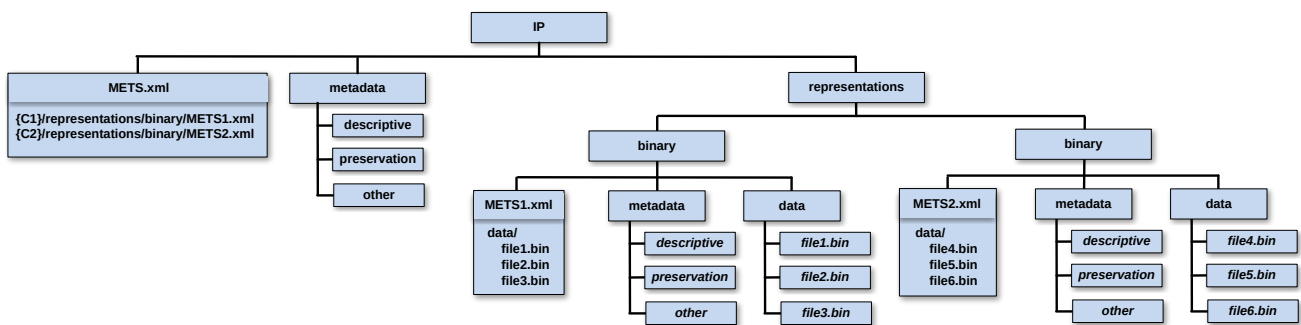 IP
METS.xml
{C1}/representations/binary/METS1.xml
{C2}/representations/binary/METS2.xml
metadata
descriptive
preservation
other
representations
binary
METS1.xml
data/
file1.bin
file2.bin
file3.bin
metadata
descriptive
preservation
other
data
file1.bin
file2.bin
file3.bin
binary
METS2.xml
data/
file4.bin
file5.bin
file6.bin
metadata
descriptive
preservation
other
data
file4.bin
file5.bin
file6.bin